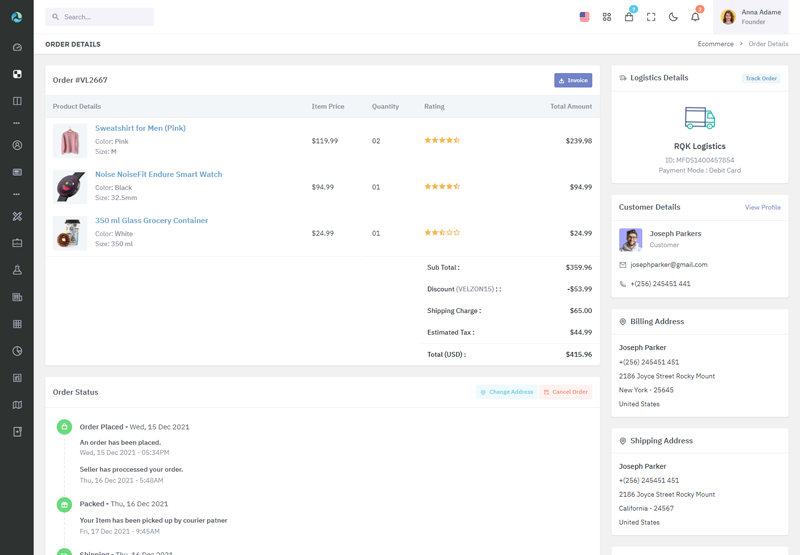 Search...
3
3
Anna Adame
Founder
ORDER DETAILS
Ecommerce > Order Details
Order #VL2667
Invoice
Product Details Item Price Quantity Rating Total Amount
Sweatshirt for Men (Pink)
Color: Pink
Size: M
$119.99 02 $239.98
Noise NoiseFit Endure Smart Watch
Color: Black
Size: 32.5mm
$94.99 01 $94.99
350 ml Glass Grocery Container
Color: White
Size: 350 ml
$24.99 01 $24.99
Sub Total : $359.96
Discount (VELZON15) : : -$53.99
Shipping Charge : $65.00
Estimated Tax : $44.99
Total (USD) : $415.96
Order Status
Change Address
Cancel Order
Order Placed - Wed, 15 Dec 2021
An order has been placed.
Wed, 15 Dec 2021 - 05:34PM
Seller has proccessed your order.
Thu, 16 Dec 2021 - 5:48AM
Packed - Thu, 16 Dec 2021
Your Item has been picked up by courier patner
Fri, 17 Dec 2021 - 9:45AM
Shipping - Thu, 16 Dec 2021
Logistics Details
Track Order
RQK Logistics
ID: MFDS1400457854
Payment Mode : Debit Card
Customer Details
View Profile
Joseph Parkers
Customer
josephparker@gmail.com
+(256) 245451 441
Billing Address
Joseph Parker
+(256) 245451 451
2186 Joyce Street Rocky Mount
New York - 25645
United States
Shipping Address
Joseph Parker
+(256) 245451 451
2186 Joyce Street Rocky Mount
California - 24567
United States